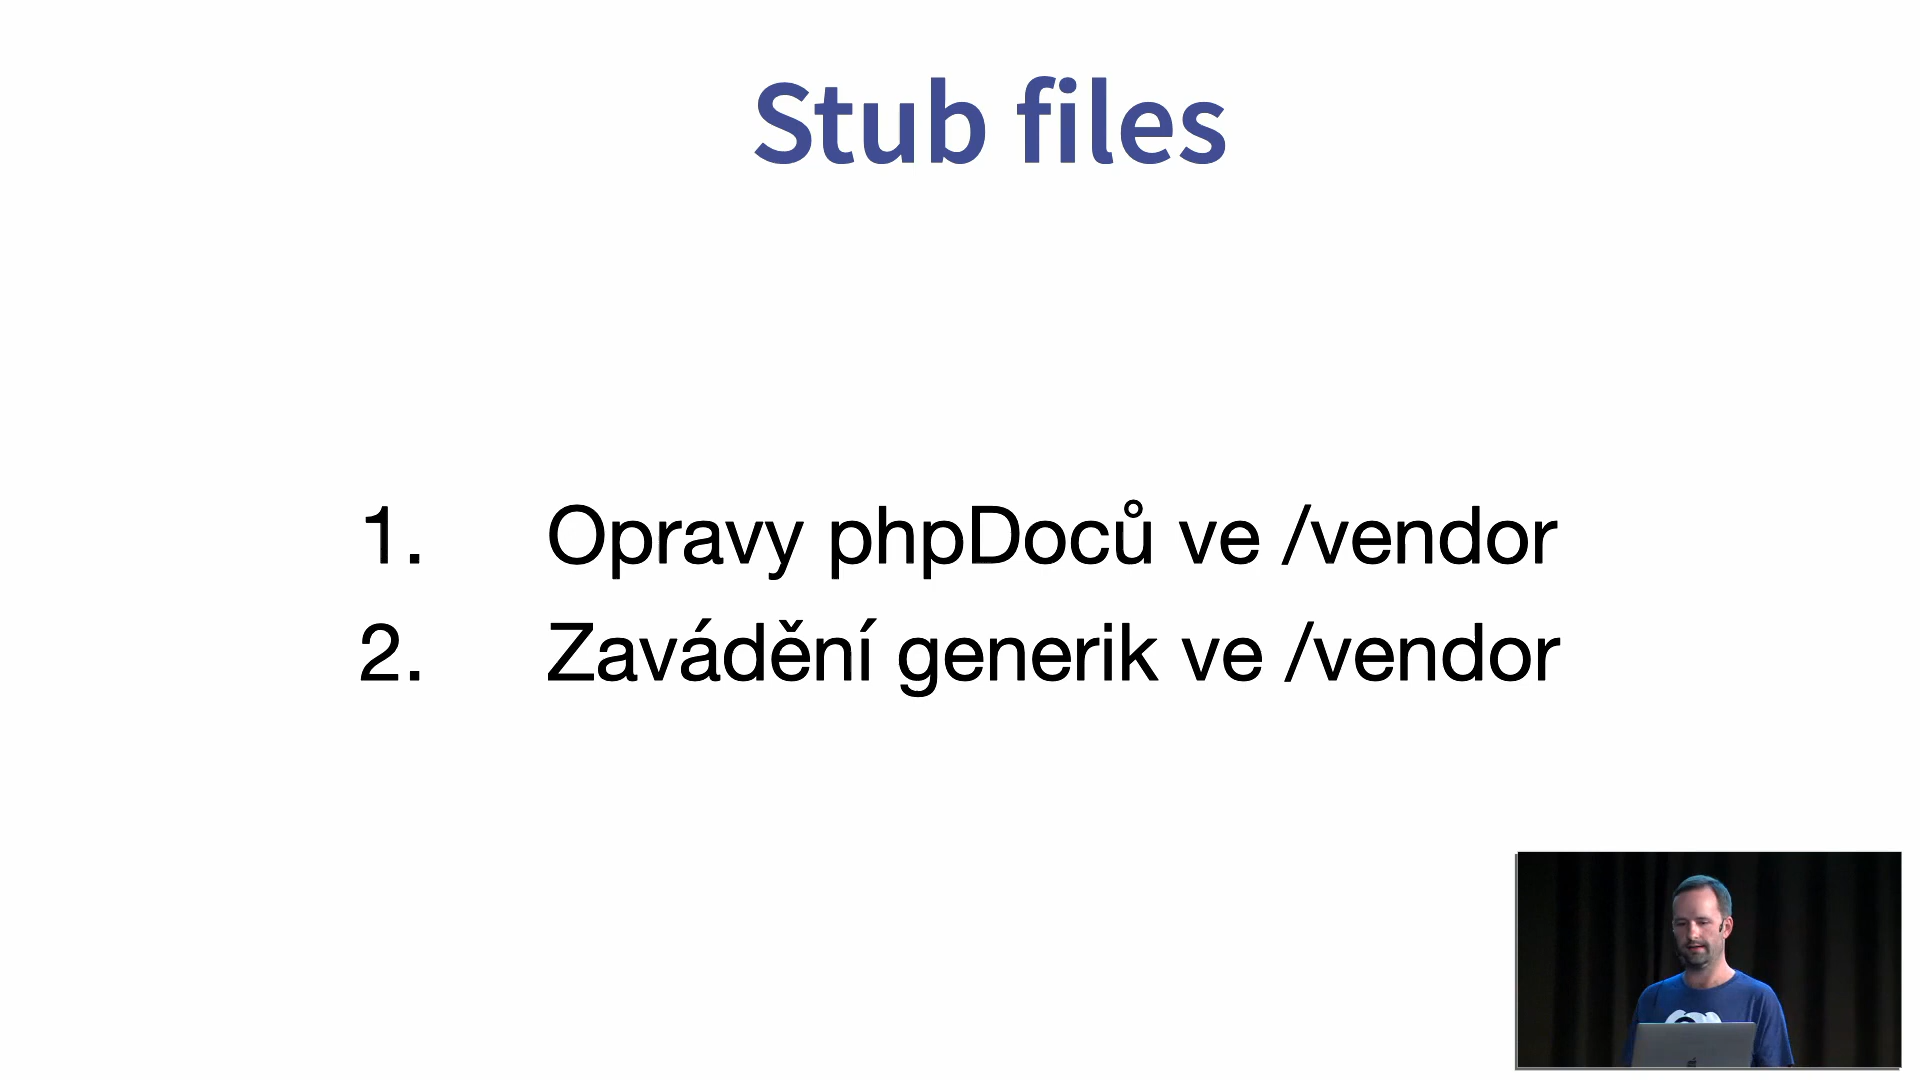 Stub files
1. Opravy phpDoců ve /vendor
2. Zavádění generik ve /vendor